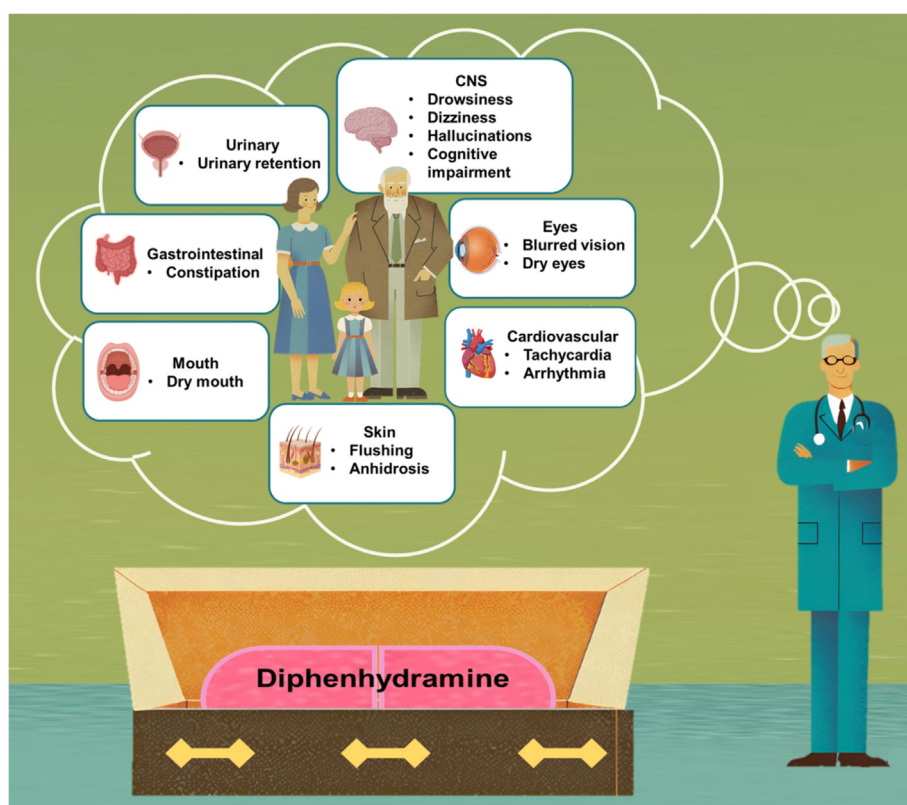 CNS
• Drowsiness
• Dizziness
• Hallucinations
• Cognitive
impairment
Urinary
• Urinary retention
Eyes
• Blurred vision
• Dry eyes
Gastrointestinal
• Constipation
Cardiovascular
• Tachycardia
• Arrhythmia
Mouth
• Dry mouth
Skin
• Flushing
• Anhidrosis
Diphenhydramine